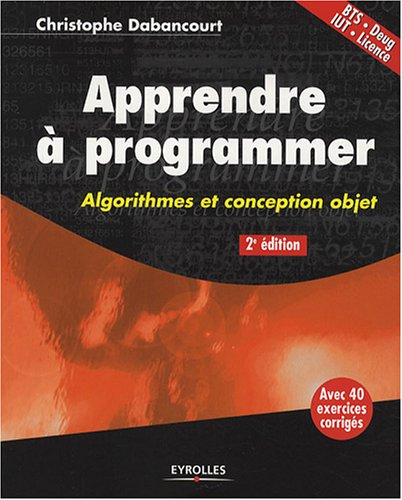 Christophe Dabancourt
BTS • Deug
IUT • Licence
Apprendre
à programmer
Algorithmes et conception objet
2e édition
Avec 40
exercices
corrigés
EYROLLES